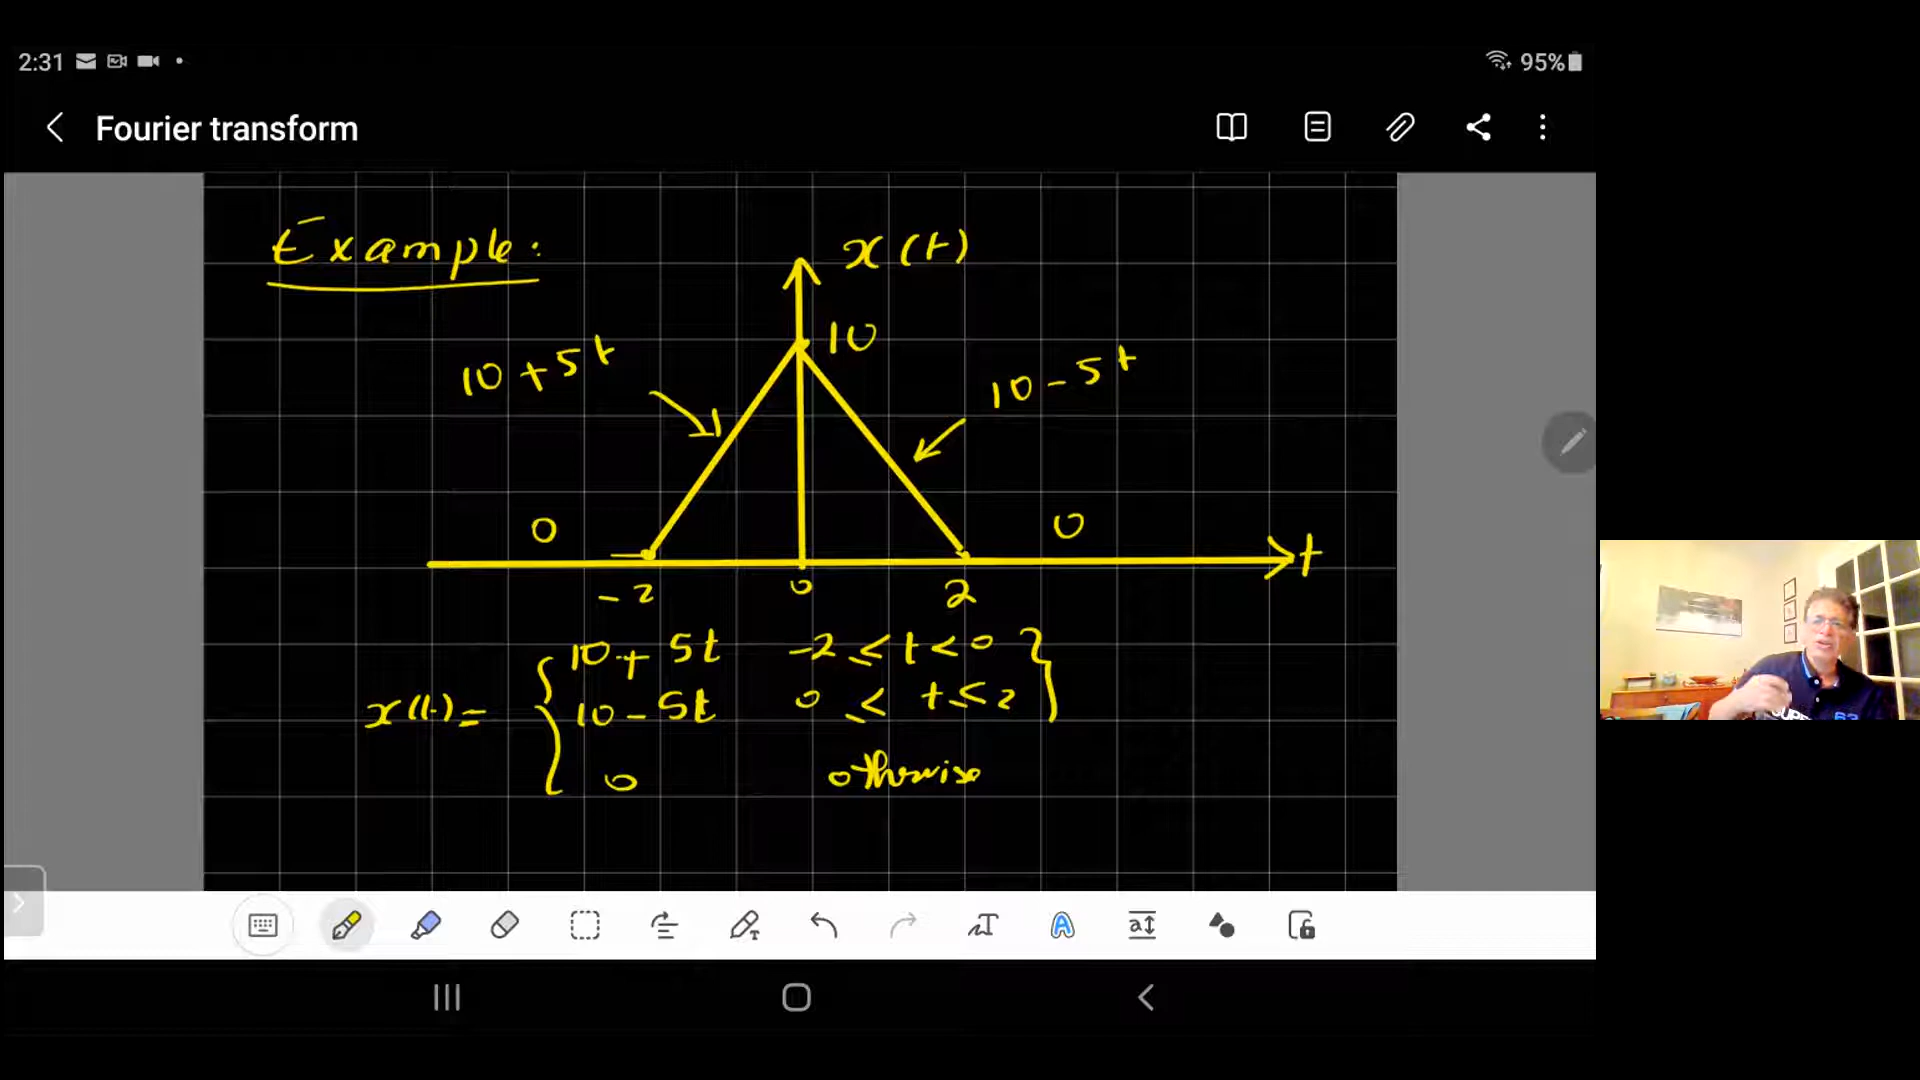 2:31
95%
Fourier transform
Example:
x(t)
10
10 + 5t
10 - 5t
0
0
t
-2
0
2
10 + 5t   -2 ≤ t < 0
x(t) = 10 - 5t   0 ≤ t ≤ 2
0   otherwise